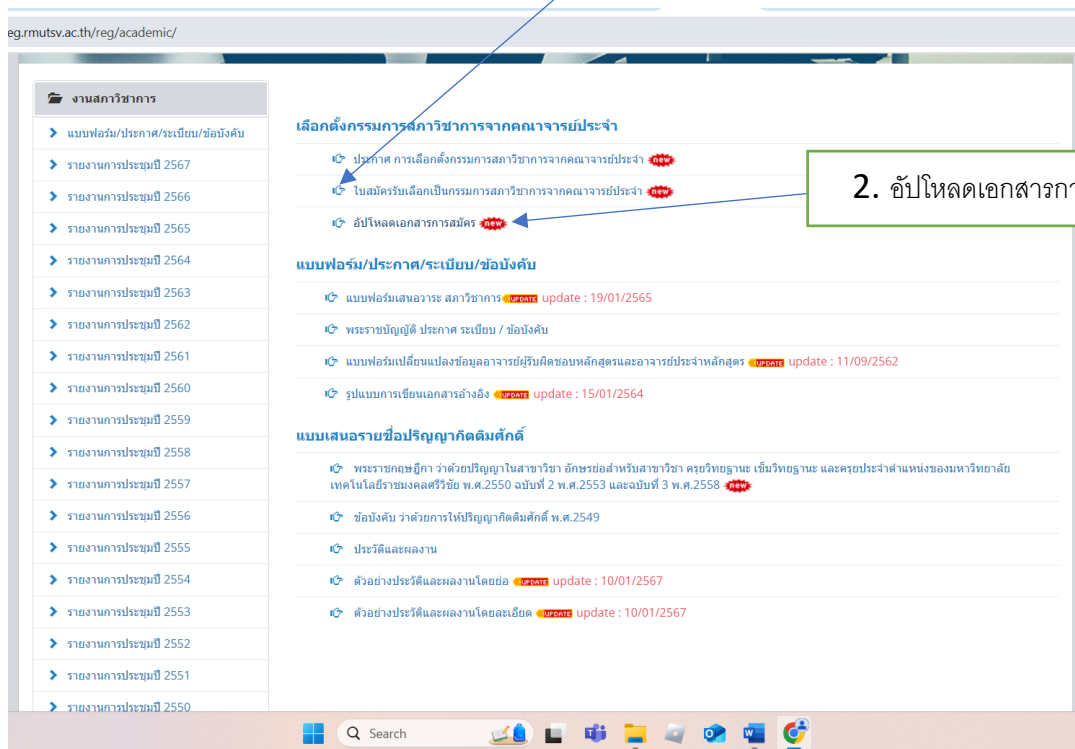 eg.rmutsv.ac.th/reg/academic/
งานสภาวิชาการ
แบบฟอร์ม/ประกาศ/ระเบียบ/ข้อบังคับ
รายงานการประชุมปี 2567
รายงานการประชุมปี 2566
รายงานการประชุมปี 2565
รายงานการประชุมปี 2564
รายงานการประชุมปี 2563
รายงานการประชุมปี 2562
รายงานการประชุมปี 2561
รายงานการประชุมปี 2560
รายงานการประชุมปี 2559
รายงานการประชุมปี 2558
รายงานการประชุมปี 2557
รายงานการประชุมปี 2556
รายงานการประชุมปี 2555
รายงานการประชุมปี 2554
รายงานการประชุมปี 2553
รายงานการประชุมปี 2552
รายงานการประชุมปี 2551
รายงานการประชุมปี 2550
เลือกตั้งกรรมการสภาวิชาการจากคณาจารย์ประจำ
ประกาศ การเลือกตั้งกรรมการสภาวิชาการจากคณาจารย์ประจำ new
ใบสมัครรับเลือกเป็นกรรมการสภาวิชาการจากคณาจารย์ประจำ new
อัปโหลดเอกสารการสมัคร new
2. อัปโหลดเอกสารกา
แบบฟอร์ม/ประกาศ/ระเบียบ/ข้อบังคับ
แบบฟอร์มเสนอวาระ สภาวิชาการ UPDATE update : 19/01/2565
พระราชบัญญัติ ประกาศ ระเบียบ / ข้อบังคับ
แบบฟอร์มเปลี่ยนแปลงข้อมูลอาจารย์ผู้รับผิดชอบหลักสูตรและอาจารย์ประจำหลักสูตร UPDATE update : 11/09/2562
รูปแบบการเขียนเอกสารอ้างอิง UPDATE update : 15/01/2564
แบบเสนอรายชื่อปริญญากิตติมศักดิ์
พระราชกฤษฎีกา ว่าด้วยปริญญาในสาขาวิชา อักษรย่อสำหรับสาขาวิชา ครุยวิทยฐานะ เข็มวิทยฐานะ และครุยประจำตำแหน่งของมหาวิทยาลัย
เทคโนโลยีราชมงคลศรีวิชัย พ.ศ.2550 ฉบับที่ 2 พ.ศ.2553 และฉบับที่ 3 พ.ศ.2558 new
ข้อบังคับ ว่าด้วยการให้ปริญญากิตติมศักดิ์ พ.ศ.2549
ประวัติและผลงาน
ตัวอย่างประวัติและผลงานโดยย่อ UPDATE update : 10/01/2567
ตัวอย่างประวัติและผลงานโดยละเอียด UPDATE update : 10/01/2567
Search